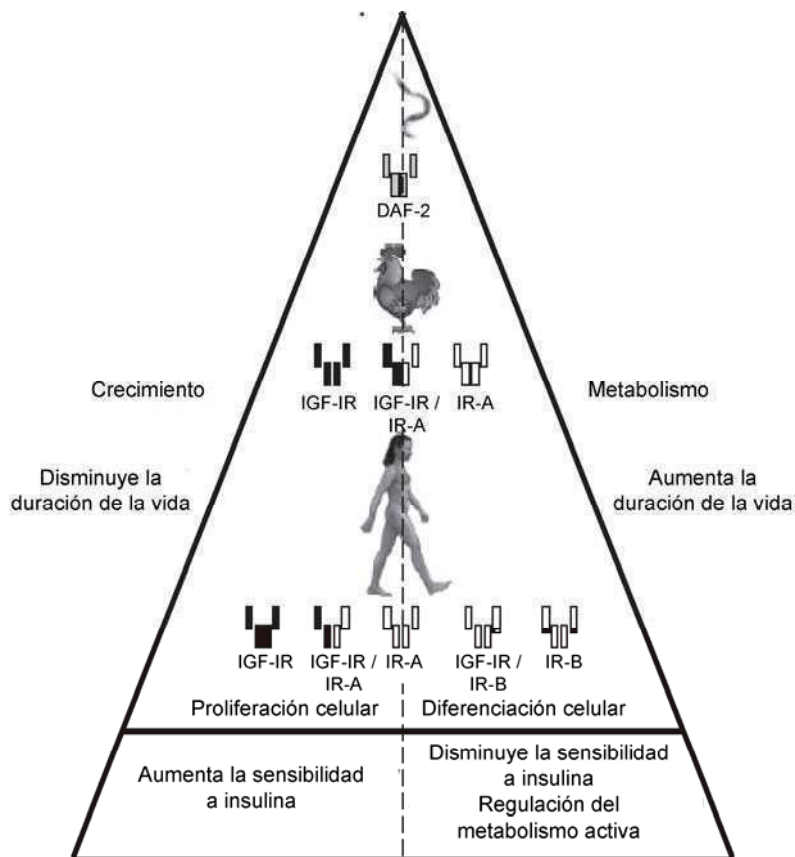 DAF-2
Crecimiento
Metabolismo
IGF-IR
IGF-IR /
IR-A
IR-A
Disminuye la
duración de la vida
Aumenta la
duración de la vida
IGF-IR
IGF-IR /
IR-A
IR-A
IGF-IR /
IR-B
IR-B
Proliferación celular
Diferenciación celular
Aumenta la sensibilidad
a insulina
Disminuye la sensibilidad
a insulina
Regulación del
metabolismo activa